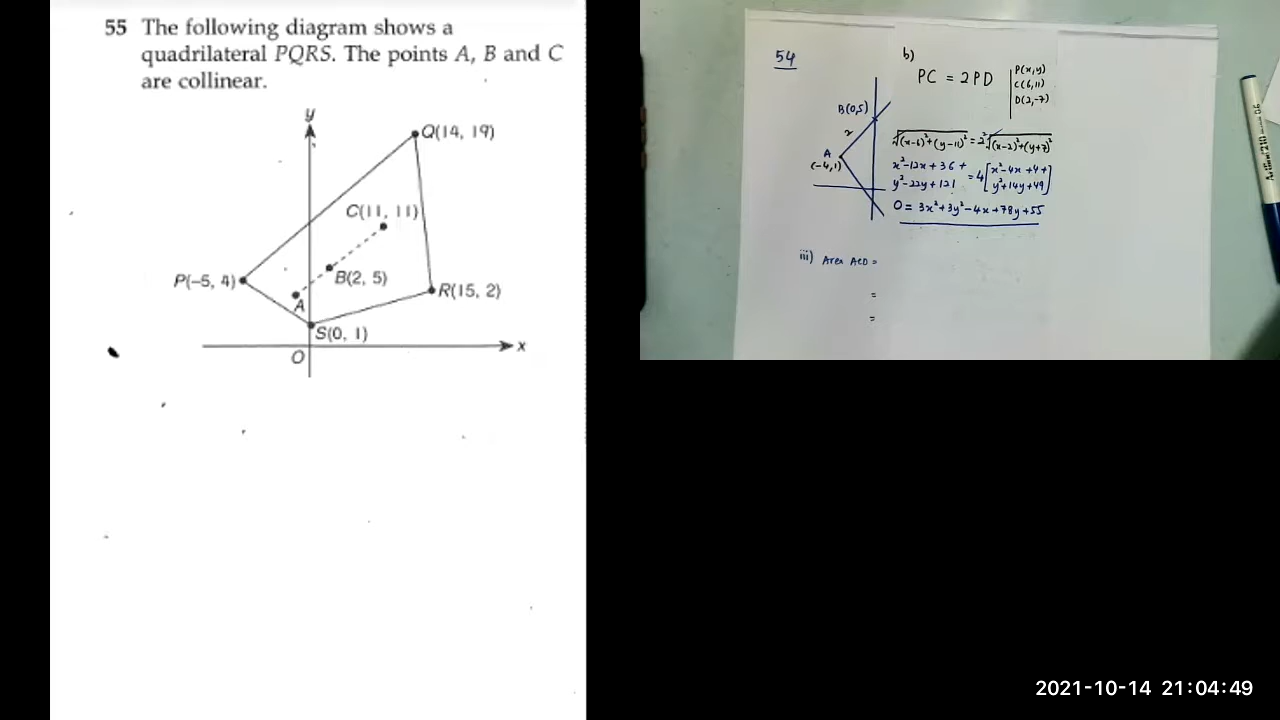 55 The following diagram shows a
quadrilateral PQRS. The points A, B and C
are collinear.
y
Q(14, 19)
C(11, 11)
P(−5, 4)
B(2, 5)
R(15, 2)
A
S(0, 1)
O
x
54
b)
PC = 2PD
P(x,y)
C(6,11)
D(2,-7)
B(0,5)
2
A
(-4,1)
√(x-6)²+(y-11)² = 2²√(x-2)²+(y+7)²
x²-12x+36 +
y²-22y+121
=4[x²-4x+4+
y²+14y+49]
0 = 3x²+3y²-4x+78y+55
iii) Area ACD =
=
=
2021-10-14 21:04:49